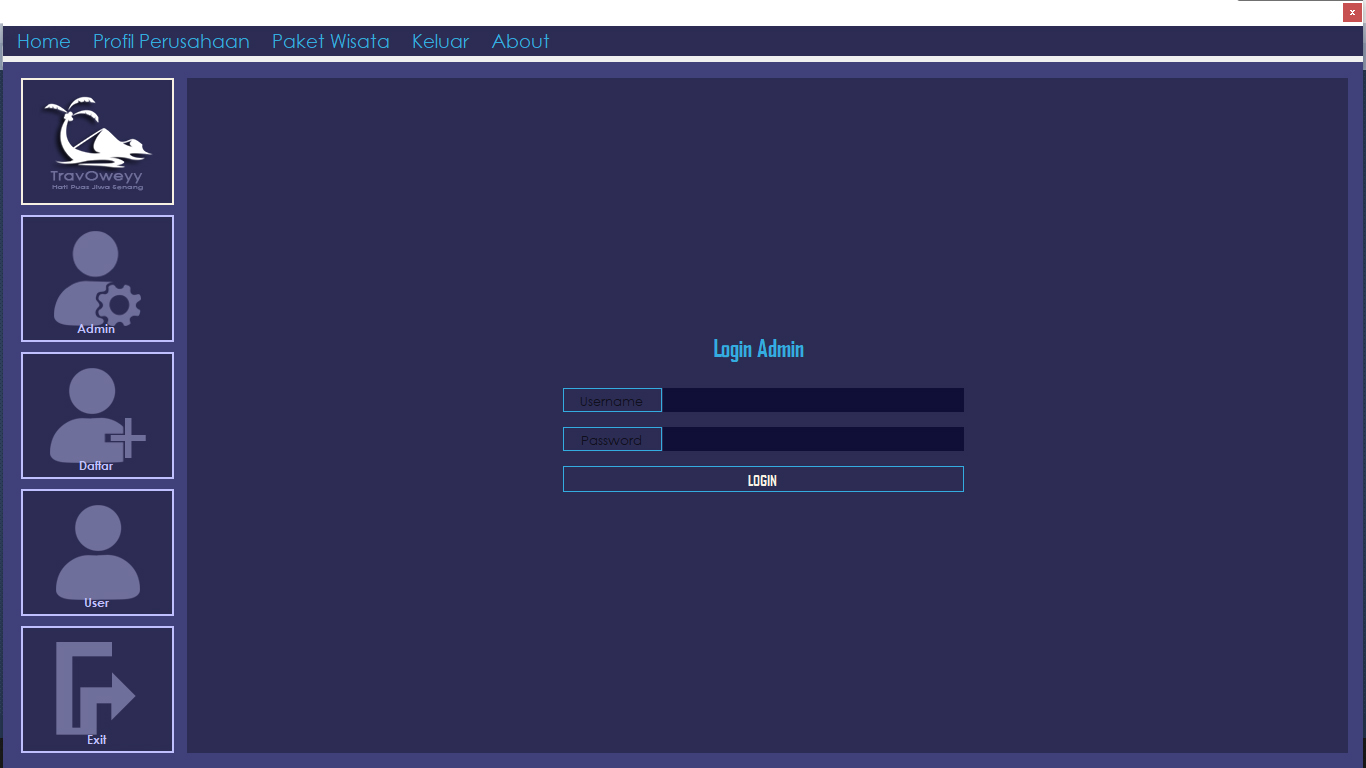 x
Home Profil Perusahaan Paket Wisata Keluar About
TravOweyy
Hati Puas Jiwa Senang
Admin
Daftar
User
Exit
Login Admin
Username
Password
LOGIN